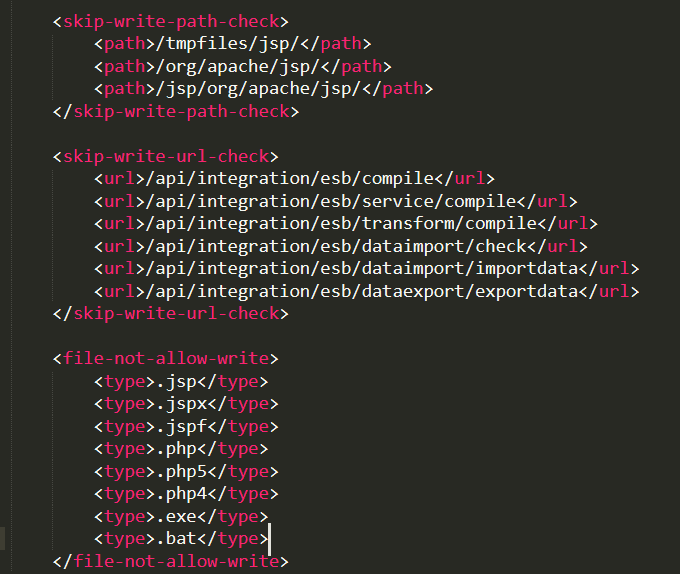 <skip-write-path-check>
<path>/tmpfiles/jsp/</path>
<path>/org/apache/jsp/</path>
<path>/jsp/org/apache/jsp/</path>
</skip-write-path-check>
<skip-write-url-check>
<url>/api/integration/esb/compile</url>
<url>/api/integration/esb/service/compile</url>
<url>/api/integration/esb/transform/compile</url>
<url>/api/integration/esb/dataimport/check</url>
<url>/api/integration/esb/dataimport/importdata</url>
<url>/api/integration/esb/dataexport/exportdata</url>
</skip-write-url-check>
<file-not-allow-write>
<type>.jsp</type>
<type>.jspx</type>
<type>.jspf</type>
<type>.php</type>
<type>.php5</type>
<type>.php4</type>
<type>.exe</type>
<type>.bat</type>
</file-not-allow-write>